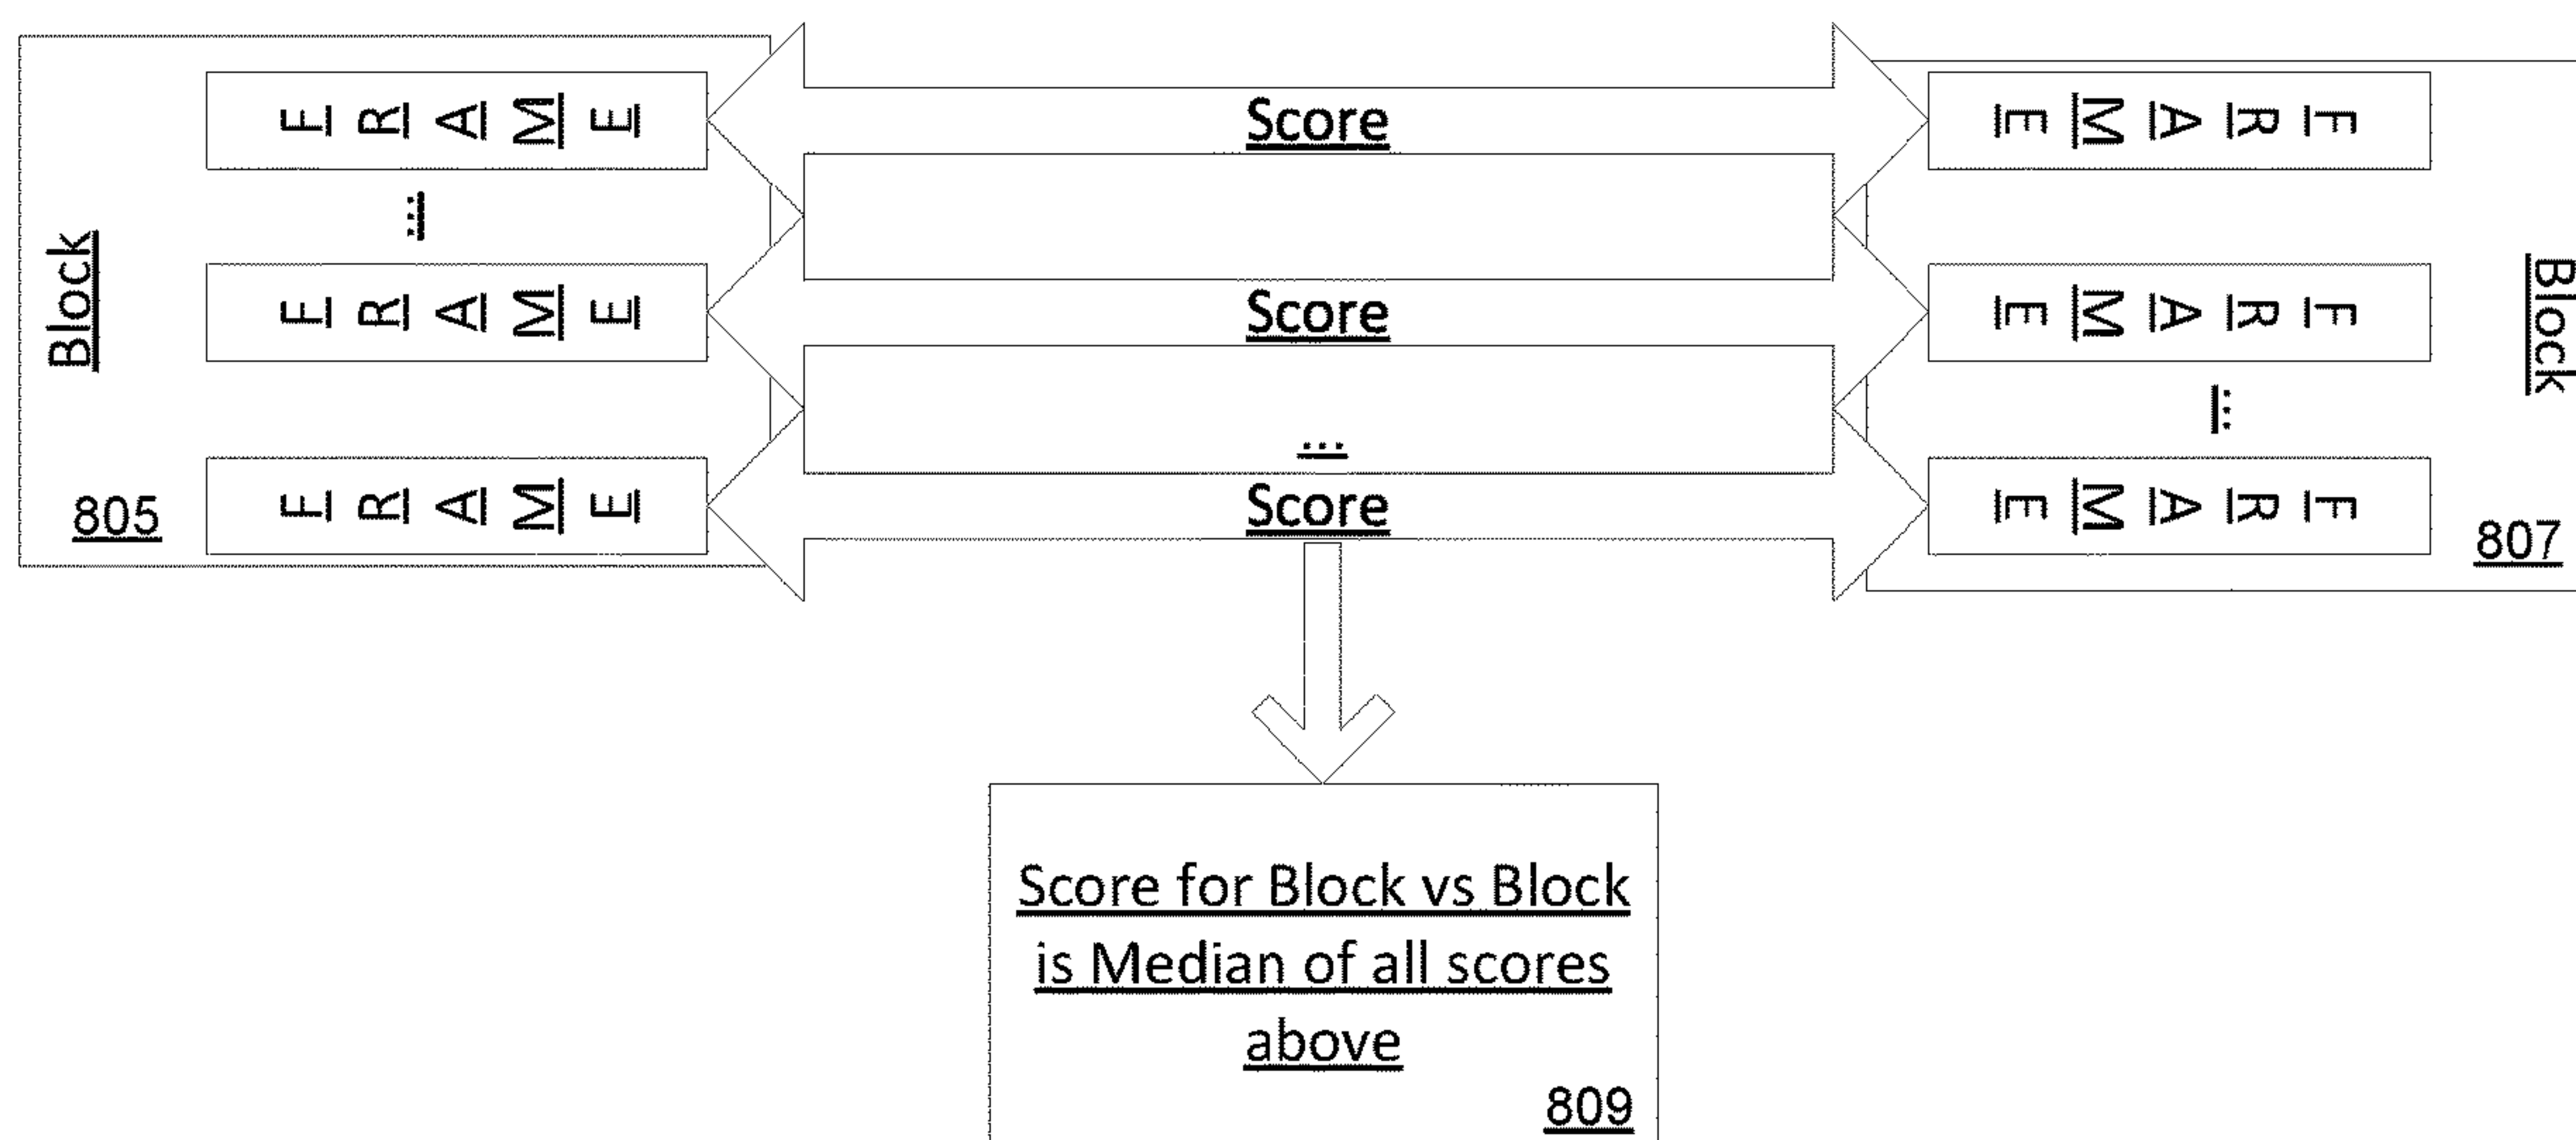 Block
FRAME
Score
FRAME
...
FRAME
Score
FRAME
Block
...
...
FRAME
Score
FRAME
805
807
Score for Block vs Block
is Median of all scores
above
809